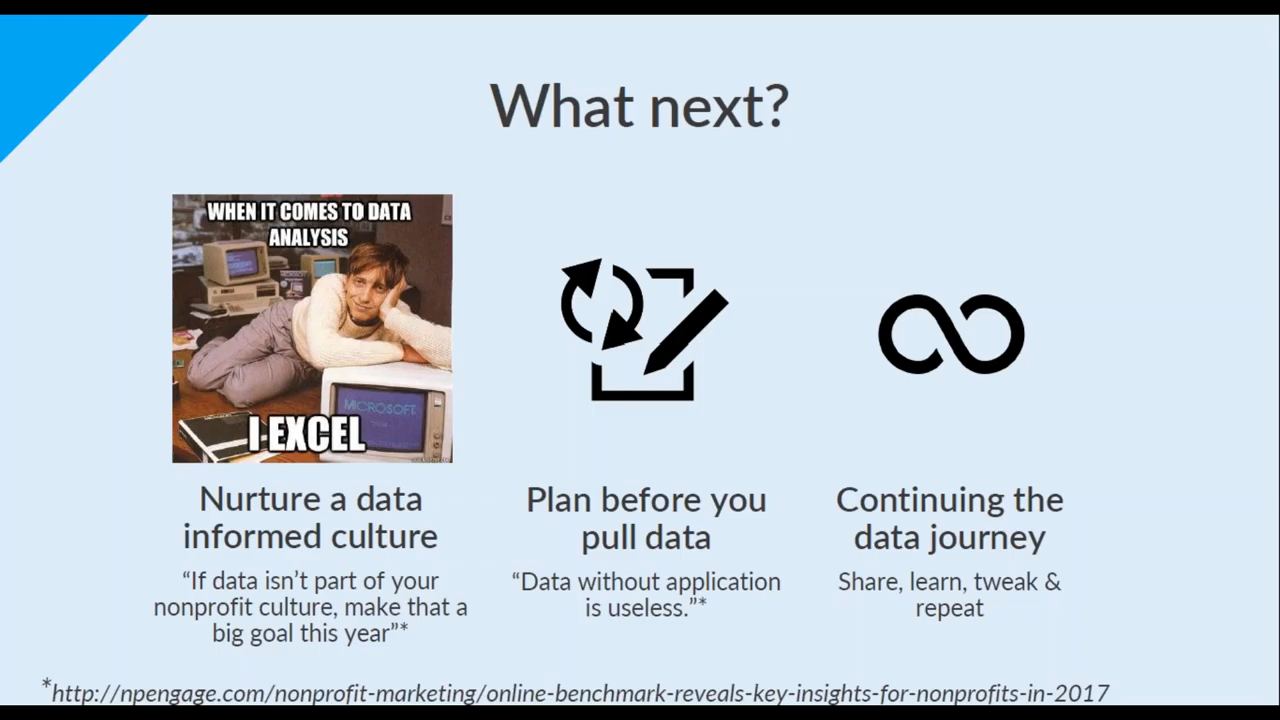 What next?
WHEN IT COMES TO DATA
ANALYSIS
MICROSOFT
I EXCEL
Nurture a data
informed culture
“If data isn’t part of your
nonprofit culture, make that a
big goal this year”*
Plan before you
pull data
“Data without application
is useless.”*
Continuing the
data journey
Share, learn, tweak &
repeat
*http://npengage.com/nonprofit-marketing/online-benchmark-reveals-key-insights-for-nonprofits-in-2017